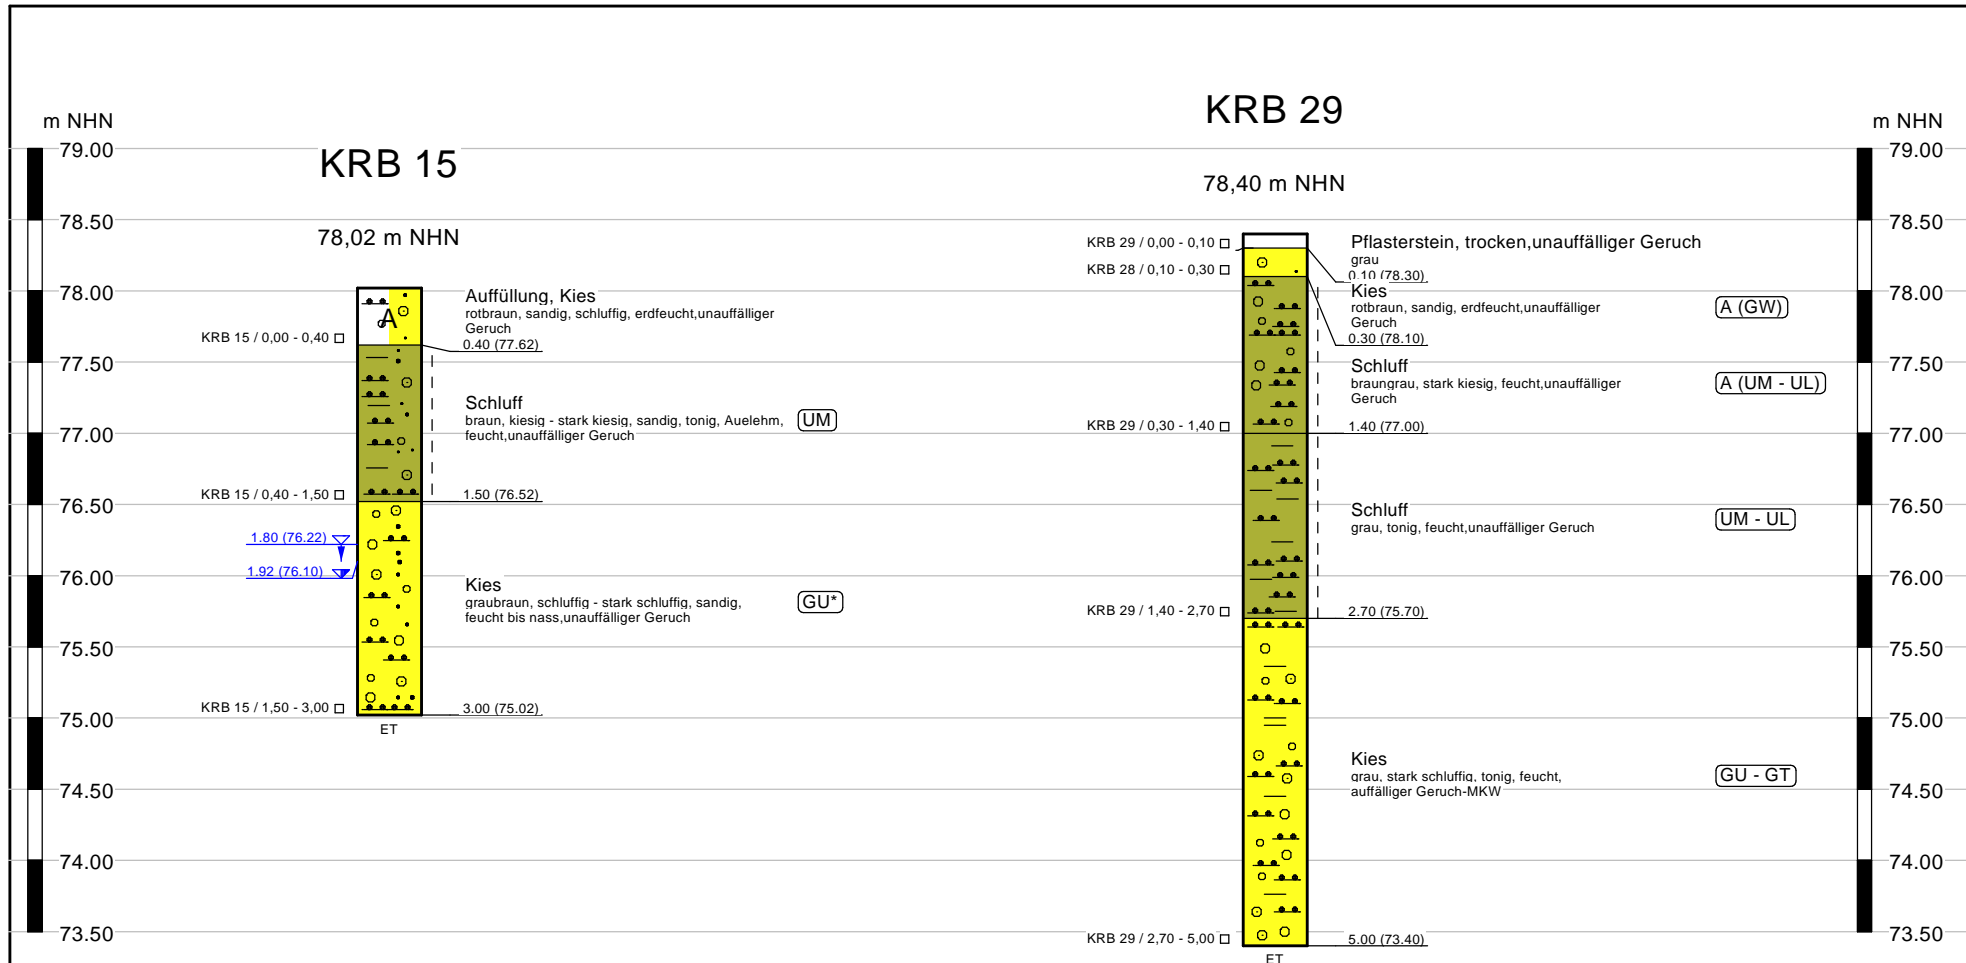 m NHN
79.00
78.50
78.00
77.50
77.00
76.50
76.00
75.50
75.00
74.50
74.00
73.50
KRB 15
78,02 m NHN
A
KRB 15 / 0,00 - 0,40
Auffüllung, Kies
rotbraun, sandig, schluffig, erdfeucht,unauffälliger
Geruch
0.40 (77.62)
Schluff
braun, kiesig - stark kiesig, sandig, tonig, Auelehm,
feucht,unauffälliger Geruch
UM
KRB 15 / 0,40 - 1,50
1.50 (76.52)
1.80 (76.22)
1.92 (76.10)
Kies
graubraun, schluffig - stark schluffig, sandig,
feucht bis nass,unauffälliger Geruch
GU*
KRB 15 / 1,50 - 3,00
3.00 (75.02)
ET
KRB 29
78,40 m NHN
KRB 29 / 0,00 - 0,10
Pflasterstein, trocken,unauffälliger Geruch
grau
0.10 (78.30)
KRB 28 / 0,10 - 0,30
Kies
rotbraun, sandig, erdfeucht,unauffälliger
Geruch
A (GW)
0.30 (78.10)
Schluff
braungrau, stark kiesig, feucht,unauffälliger
Geruch
A (UM - UL)
KRB 29 / 0,30 - 1,40
1.40 (77.00)
Schluff
grau, tonig, feucht,unauffälliger Geruch
UM - UL
KRB 29 / 1,40 - 2,70
2.70 (75.70)
Kies
grau, stark schluffig, tonig, feucht,
auffälliger Geruch-MKW
GU - GT
KRB 29 / 2,70 - 5,00
5.00 (73.40)
ET
m NHN
79.00
78.50
78.00
77.50
77.00
76.50
76.00
75.50
75.00
74.50
74.00
73.50